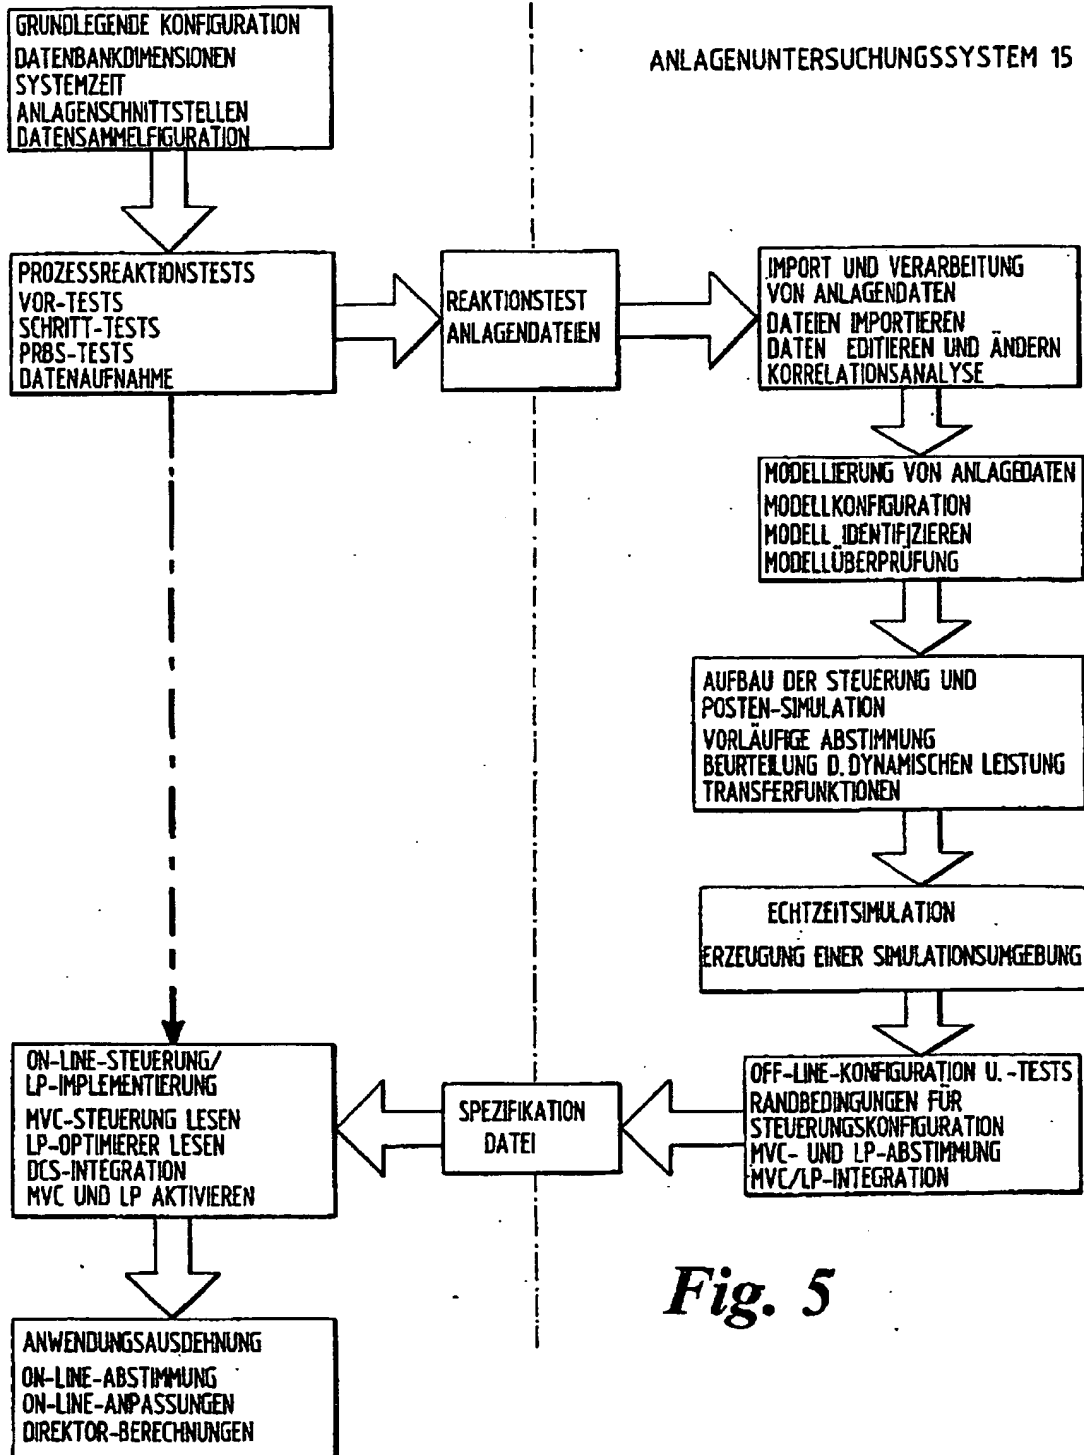 GRUNDLEGENDE KONFIGURATION
DATENBANKDIMENSIONEN
SYSTEMZEIT
ANLAGENSCHNITTSTELLEN
DATENSAMMELFIGURATION
ANLAGENUNTERSUCHUNGSSYSTEM 15
PROZESSREAKTIONSTESTS
VOR-TESTS
SCHRITT-TESTS
PRBS-TESTS
DATENAUFNAHME
REAKTIONSTEST
ANLAGENDATEIEN
IMPORT UND VERARBEITUNG
VON ANLAGENDATEN
DATEIEN IMPORTIEREN
DATEN EDITIEREN UND ÄNDERN
KORRELATIONSANALYSE
MODELLIERUNG VON ANLAGEDATEN
MODELLKONFIGURATION
MODELL IDENTIFIZIEREN
MODELLÜBERPRÜFUNG
AUFBAU DER STEUERUNG UND
POSTEN-SIMULATION
VORLÄUFIGE ABSTIMMUNG
BEURTEILUNG D. DYNAMISCHEN LEISTUNG
TRANSFERFUNKTIONEN
ECHTZEITSIMULATION
ERZEUGUNG EINER SIMULATIONSUMGEBUNG
OFF-LINE-KONFIGURATION U.-TESTS
RANDBEDINGUNGEN FÜR
STEUERUNGSKONFIGURATION
MVC- UND LP-ABSTIMMUNG
MVC/LP-INTEGRATION
SPEZIFIKATION
DATEI
ON-LINE-STEUERUNG/
LP-IMPLEMENTIERUNG
MVC-STEUERUNG LESEN
LP-OPTIMIERER LESEN
DCS-INTEGRATION
MVC UND LP AKTIVIEREN
ANWENDUNGSAUSDEHNUNG
ON-LINE-ABSTIMMUNG
ON-LINE-ANPASSUNGEN
DIREKTOR-BERECHNUNGEN
Fig. 5